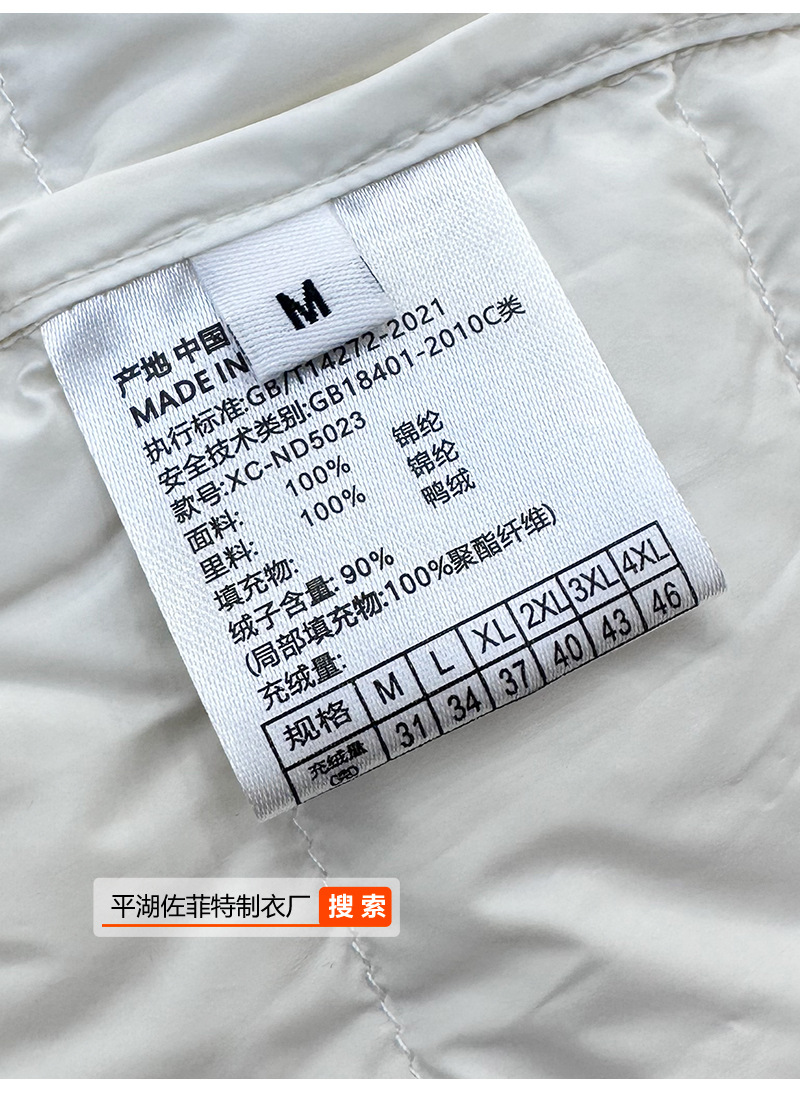 M
产地 中国
MADE IN
执行标准:GB/T14272-2021
安全技术类别:GB18401-2010C类
款号:XC-ND5023
面料: 100% 锦纶
里料: 100% 锦纶
填充物: 鸭绒
绒子含量: 90%
(局部填充物:100%聚酯纤维)
充绒量:
规格 M L XL 2XL 3XL 4XL
充绒量 31 34 37 40 43 46
(克)
平湖佐菲特制衣厂 搜索